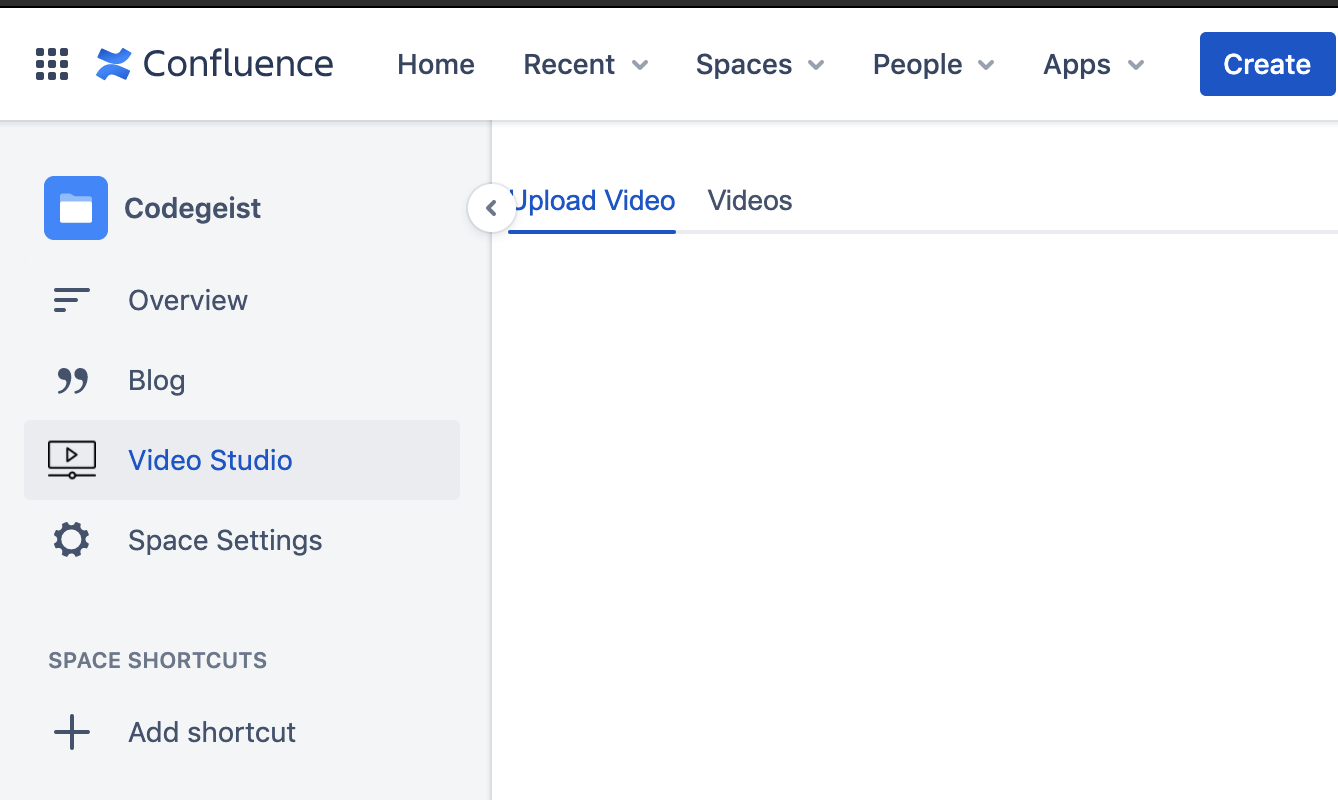 Confluence Home Recent Spaces People Apps Create
Codegeist
Upload Video Videos
Overview
Blog
Video Studio
Space Settings
SPACE SHORTCUTS
Add shortcut